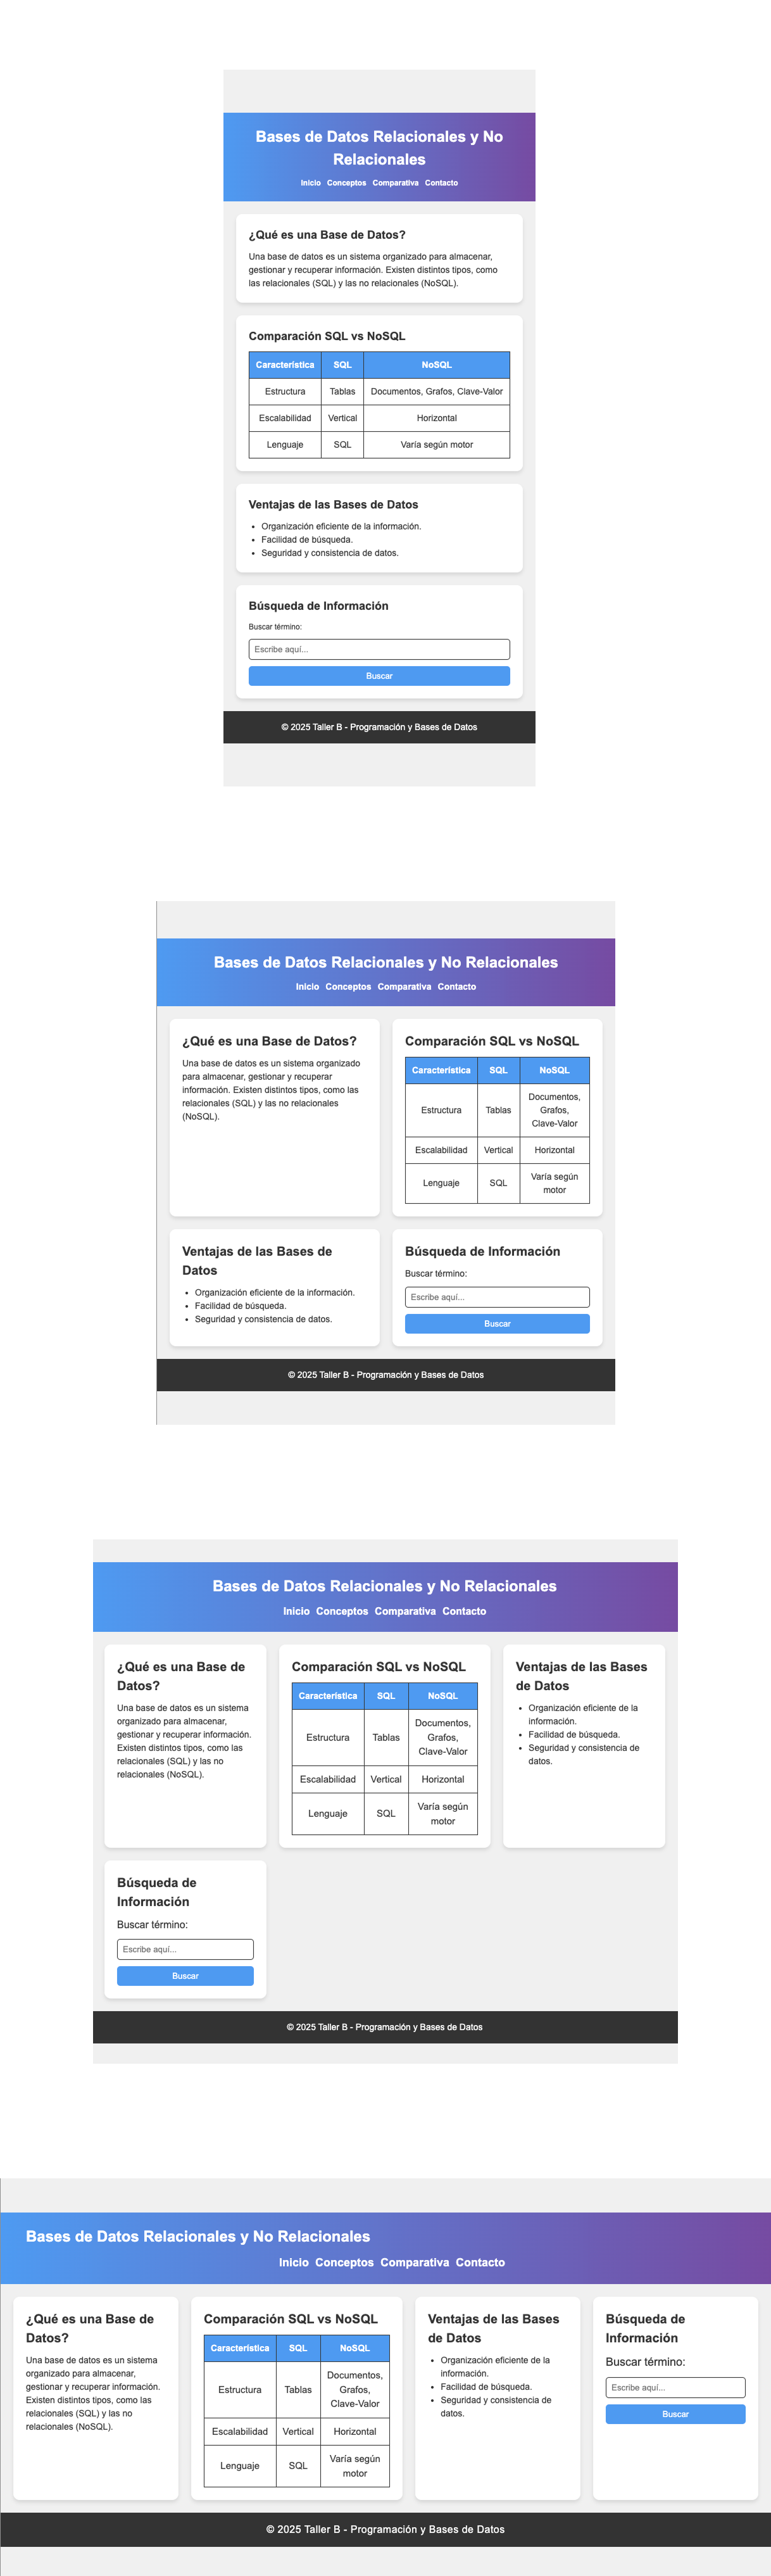 Bases de Datos Relacionales y No
Relacionales
Inicio Conceptos Comparativa Contacto
¿Qué es una Base de Datos?
Una base de datos es un sistema organizado para almacenar,
gestionar y recuperar información. Existen distintos tipos, como
las relacionales (SQL) y las no relacionales (NoSQL).
Comparación SQL vs NoSQL
Característica SQL NoSQL
Estructura Tablas Documentos, Grafos, Clave-Valor
Escalabilidad Vertical Horizontal
Lenguaje SQL Varía según motor
Ventajas de las Bases de Datos
• Organización eficiente de la información.
• Facilidad de búsqueda.
• Seguridad y consistencia de datos.
Búsqueda de Información
Buscar término:
Escribe aquí...
Buscar
© 2025 Taller B - Programación y Bases de Datos
Bases de Datos Relacionales y No Relacionales
Inicio Conceptos Comparativa Contacto
¿Qué es una Base de Datos?
Una base de datos es un sistema organizado
para almacenar, gestionar y recuperar
información. Existen distintos tipos, como las
relacionales (SQL) y las no relacionales
(NoSQL).
Comparación SQL vs NoSQL
Característica SQL NoSQL
Estructura Tablas Documentos,
Grafos,
Clave-Valor
Escalabilidad Vertical Horizontal
Lenguaje SQL Varía según
motor
Ventajas de las Bases de
Datos
• Organización eficiente de la información.
• Facilidad de búsqueda.
• Seguridad y consistencia de datos.
Búsqueda de Información
Buscar término:
Escribe aquí...
Buscar
© 2025 Taller B - Programación y Bases de Datos
Bases de Datos Relacionales y No Relacionales
Inicio Conceptos Comparativa Contacto
¿Qué es una Base de
Datos?
Una base de datos es un sistema
organizado para almacenar,
gestionar y recuperar información.
Existen distintos tipos, como las
relacionales (SQL) y las no
relacionales (NoSQL).
Comparación SQL vs NoSQL
Característica SQL NoSQL
Estructura Tablas Documentos,
Grafos,
Clave-Valor
Escalabilidad Vertical Horizontal
Lenguaje SQL Varía según
motor
Ventajas de las Bases
de Datos
• Organización eficiente de la
información.
• Facilidad de búsqueda.
• Seguridad y consistencia de
datos.
Búsqueda de
Información
Buscar término:
Escribe aquí...
Buscar
© 2025 Taller B - Programación y Bases de Datos
Bases de Datos Relacionales y No Relacionales
Inicio Conceptos Comparativa Contacto
¿Qué es una Base de
Datos?
Una base de datos es un sistema
organizado para almacenar,
gestionar y recuperar información.
Existen distintos tipos, como las
relacionales (SQL) y las no
relacionales (NoSQL).
Comparación SQL vs NoSQL
Característica SQL NoSQL
Estructura Tablas Documentos,
Grafos,
Clave-Valor
Escalabilidad Vertical Horizontal
Lenguaje SQL Varía según
motor
Ventajas de las Bases
de Datos
• Organización eficiente de la
información.
• Facilidad de búsqueda.
• Seguridad y consistencia de
datos.
Búsqueda de
Información
Buscar término:
Escribe aquí...
Buscar
© 2025 Taller B - Programación y Bases de Datos